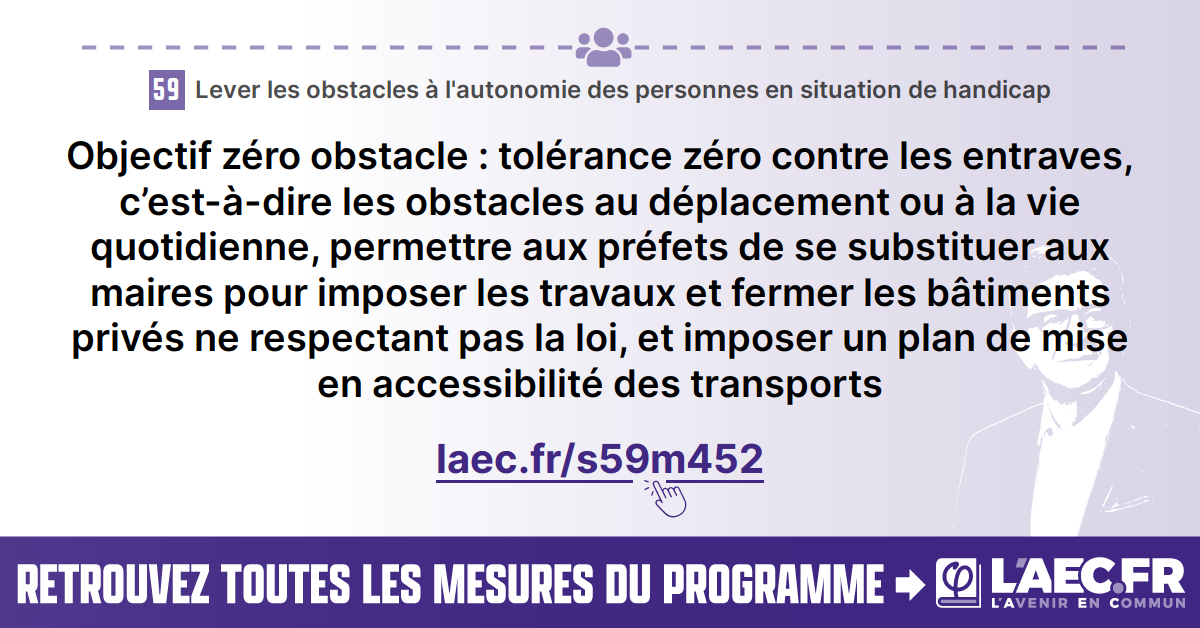 59 Lever les obstacles à l'autonomie des personnes en situation de handicap
Objectif zéro obstacle : tolérance zéro contre les entraves,
c’est-à-dire les obstacles au déplacement ou à la vie
quotidienne, permettre aux préfets de se substituer aux
maires pour imposer les travaux et fermer les bâtiments
privés ne respectant pas la loi, et imposer un plan de mise
en accessibilité des transports
laec.fr/s59m452
RETROUVEZ TOUTES LES MESURES DU PROGRAMME
L'AEC.FR
L'AVENIR EN COMMUN